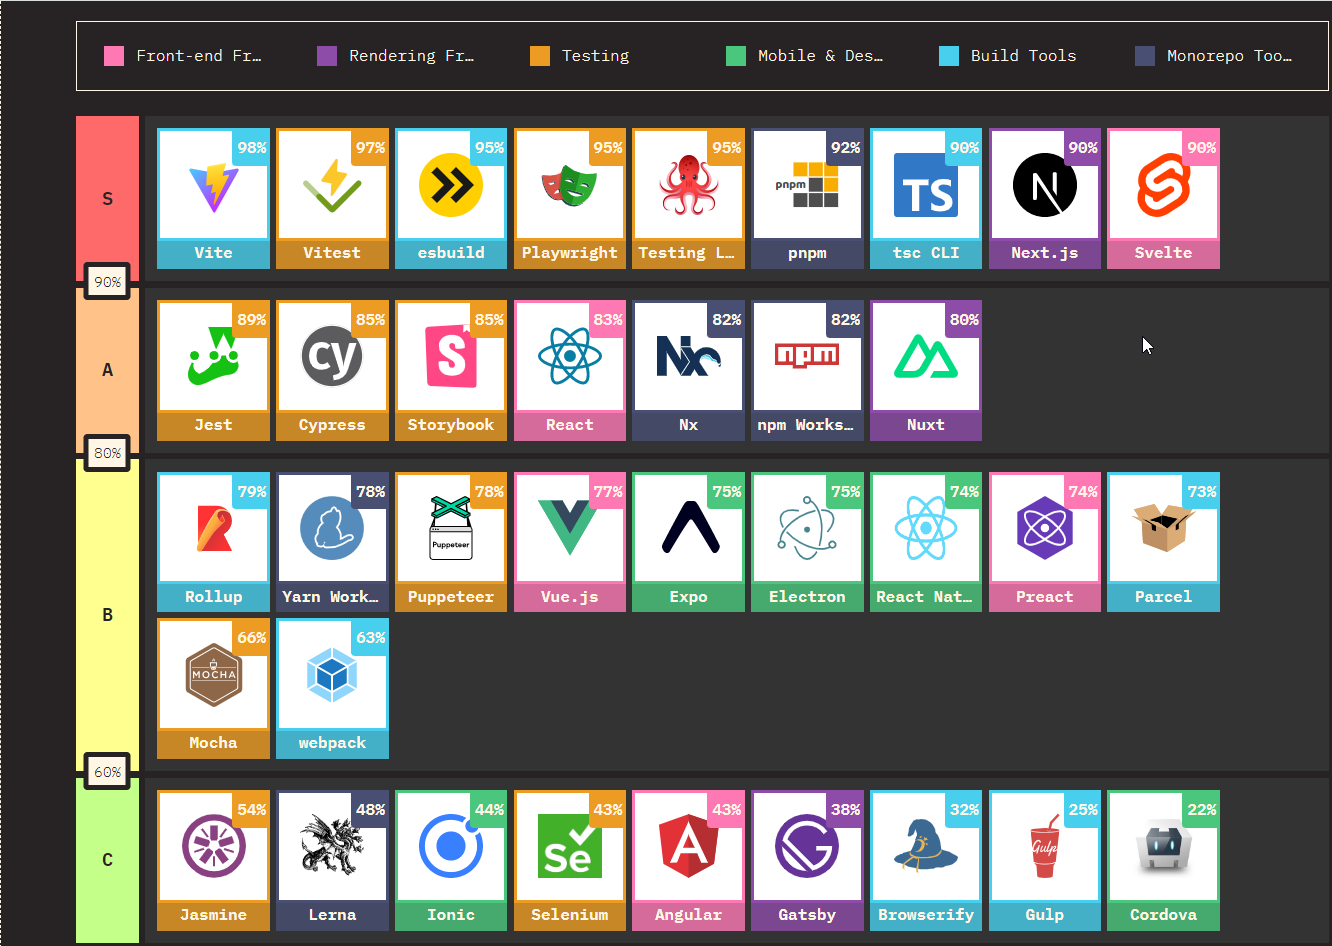 Front-end Fr… Rendering Fr… Testing Mobile & Des… Build Tools Monorepo Too…
S
98% 97% 95% 95% 95% 92% 90% 90% 90%
pnpm TS N
Vite Vitest esbuild Playwright Testing L… pnpm tsc CLI Next.js Svelte
90%
A
89% 85% 85% 83% 82% 82% 80%
cy S Nx npm
Jest Cypress Storybook React Nx npm Works… Nuxt
80%
B
79% 78% 78% 77% 75% 75% 74% 74% 73%
R Puppeteer
Rollup Yarn Work… Puppeteer Vue.js Expo Electron React Nat… Preact Parcel
66% 63%
MOCHA
Mocha webpack
60%
C
54% 48% 44% 43% 43% 38% 32% 25% 22%
Se A G Gulp
Jasmine Lerna Ionic Selenium Angular Gatsby Browserify Gulp Cordova